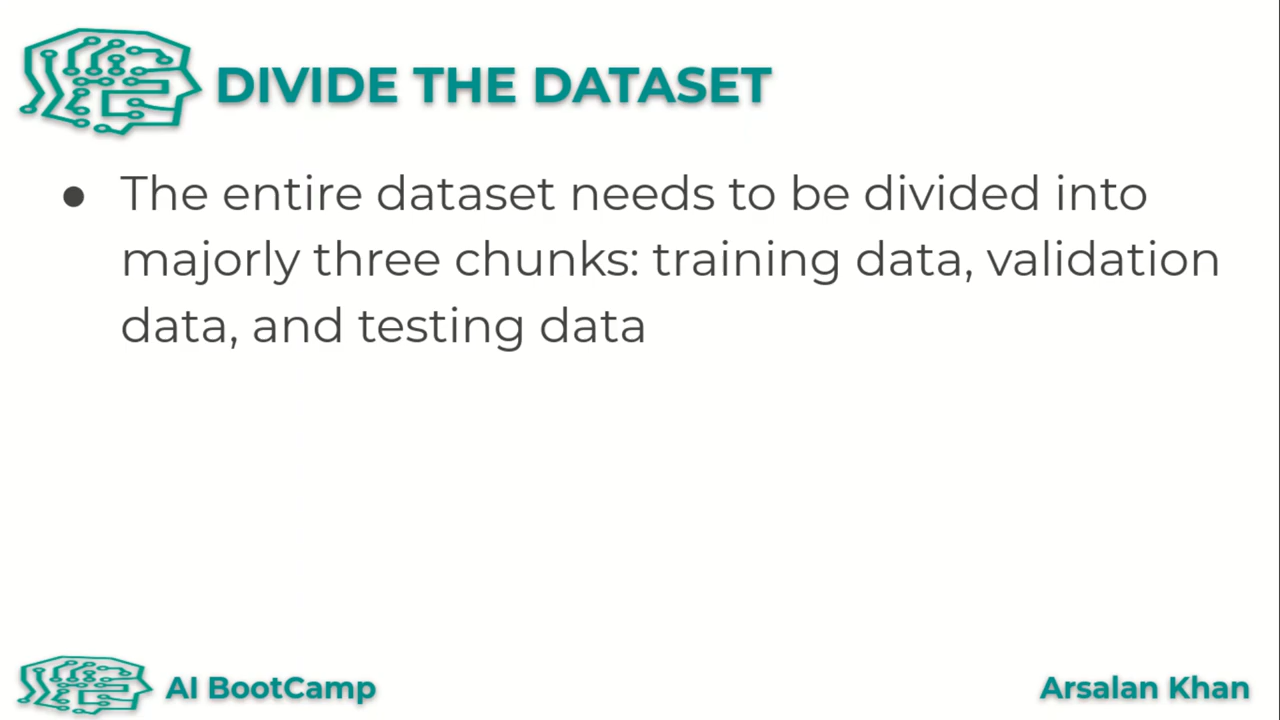 DIVIDE THE DATASET
● The entire dataset needs to be divided into
majorly three chunks: training data, validation
data, and testing data
AI BootCamp
Arsalan Khan